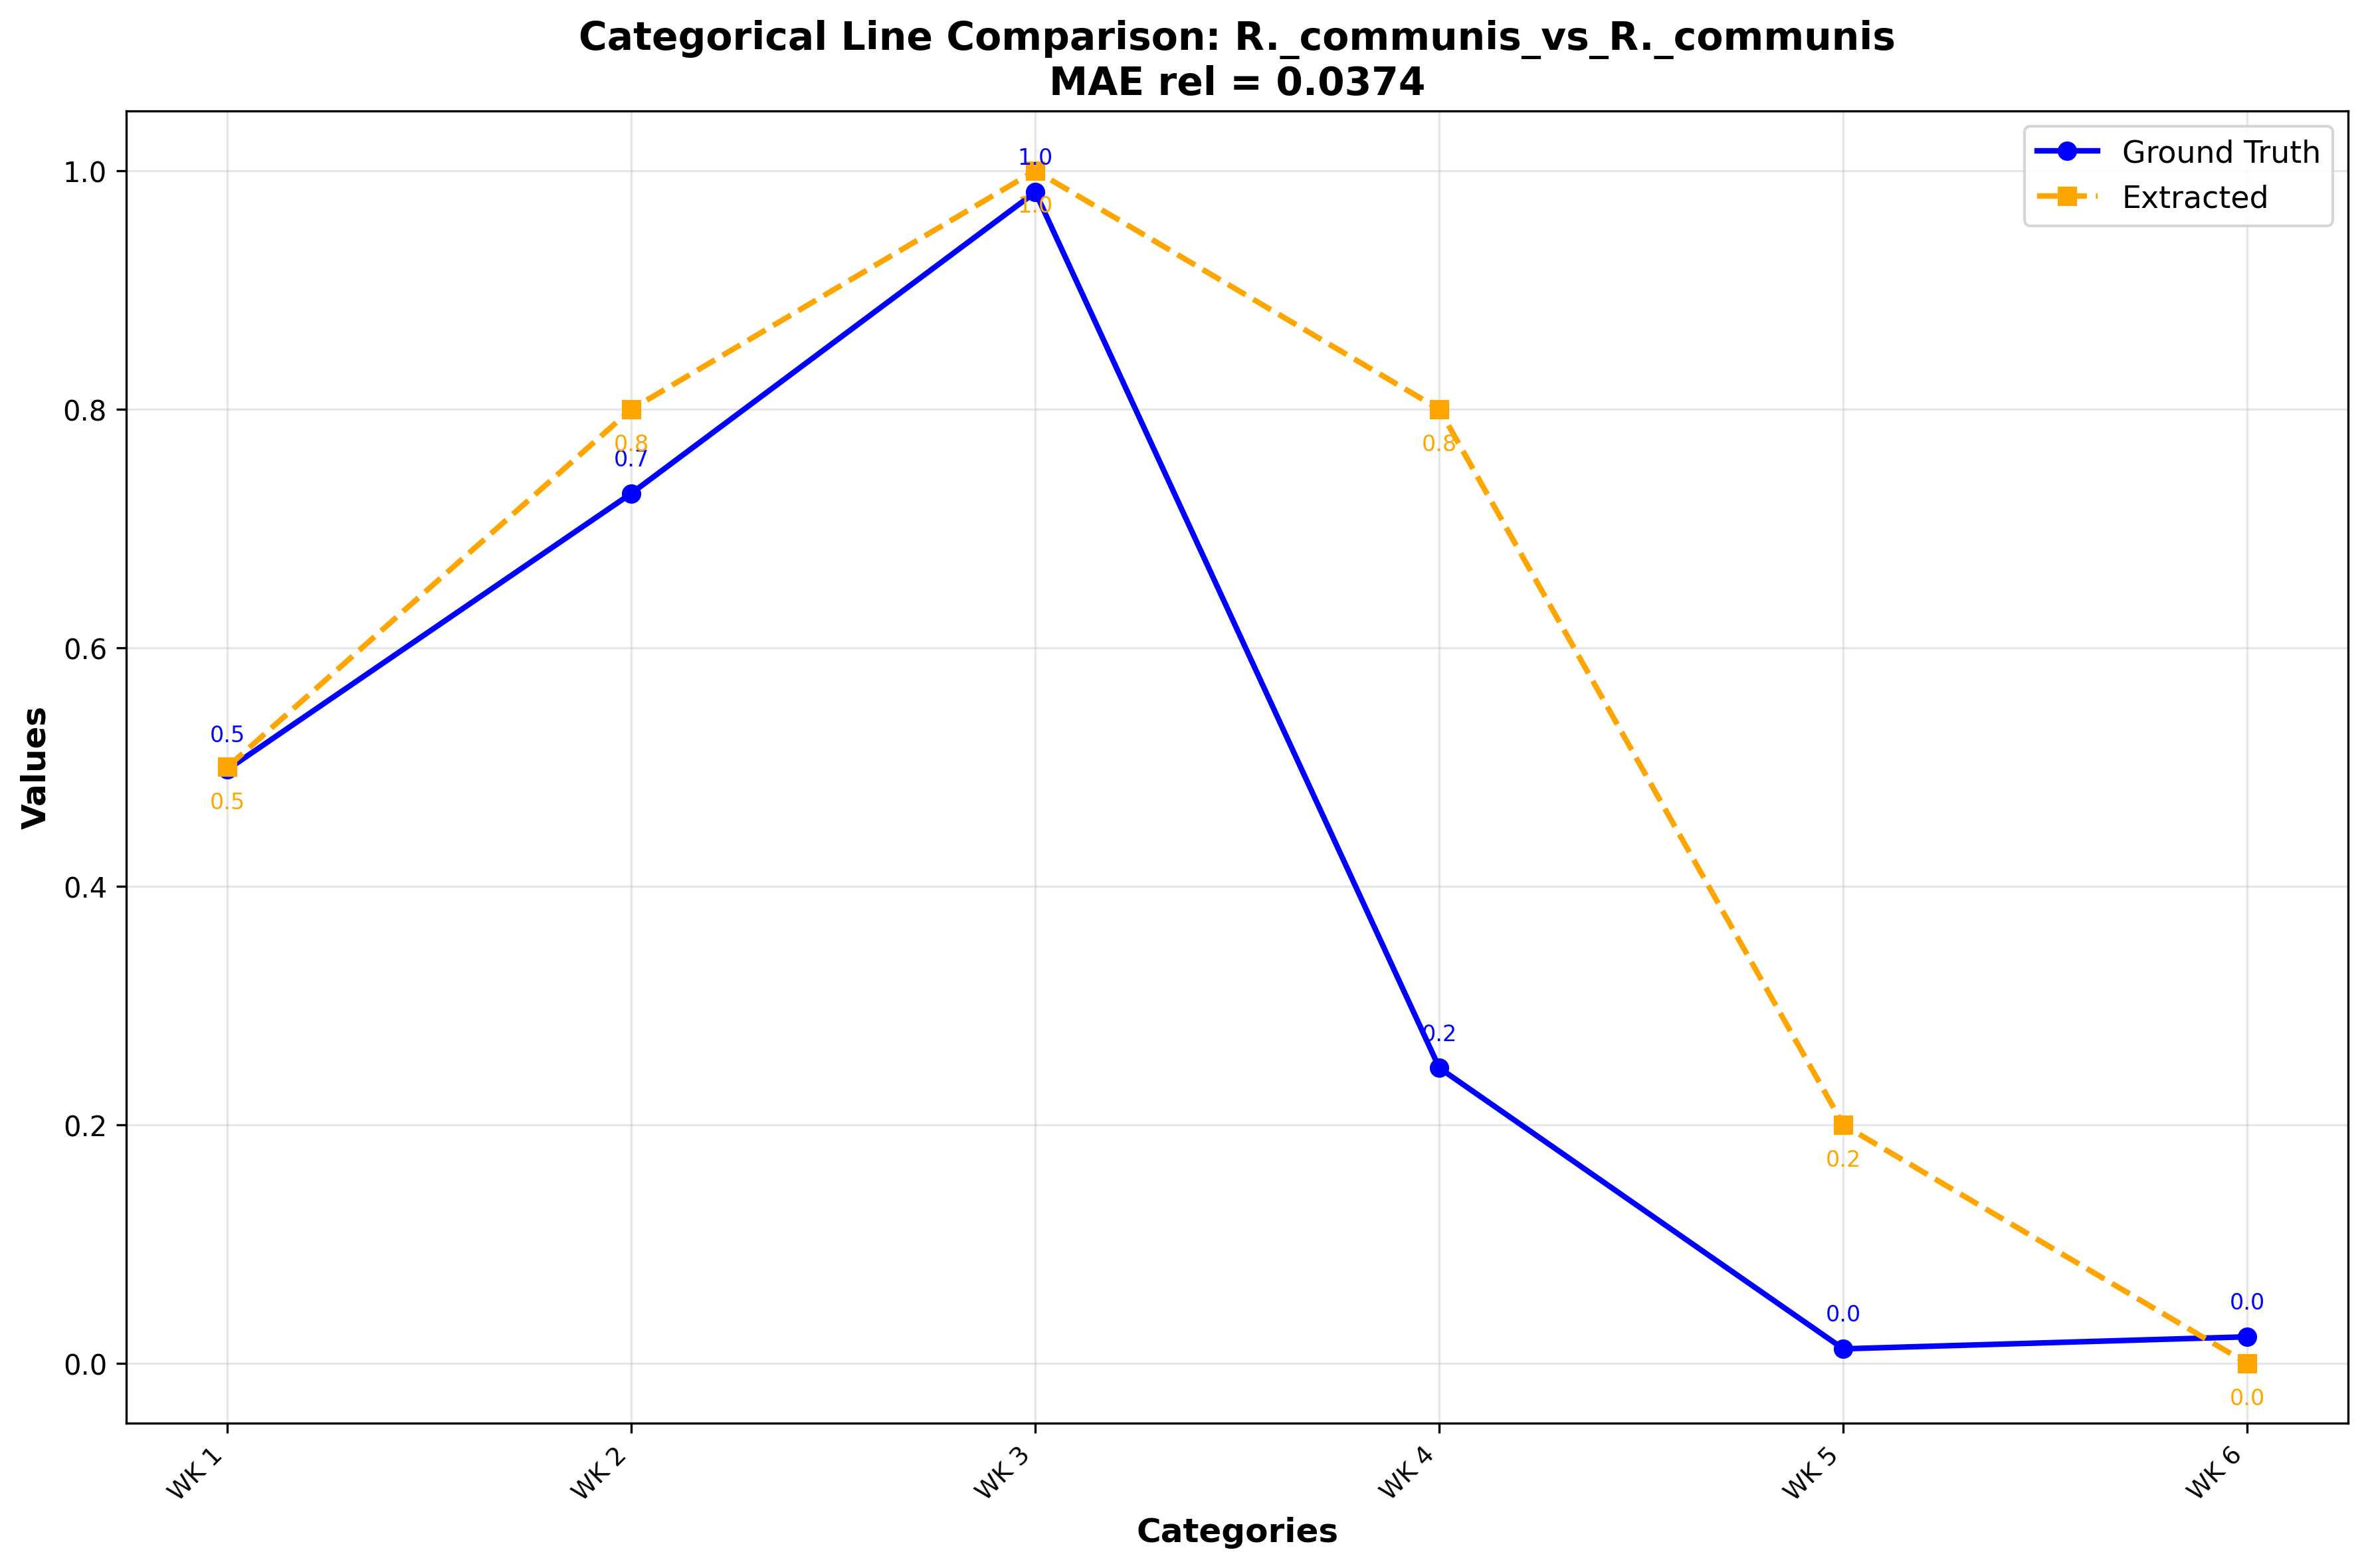 Categorical Line Comparison: R._communis_vs_R._communis
MAE rel = 0.0374
Ground Truth
Extracted
Values
1.0
0.8
0.6
0.4
0.2
0.0
0.5
0.5
0.8
0.7
1.0
1.0
0.8
0.2
0.2
0.0
0.0
0.0
WK 1
WK 2
WK 3
WK 4
WK 5
WK 6
Categories